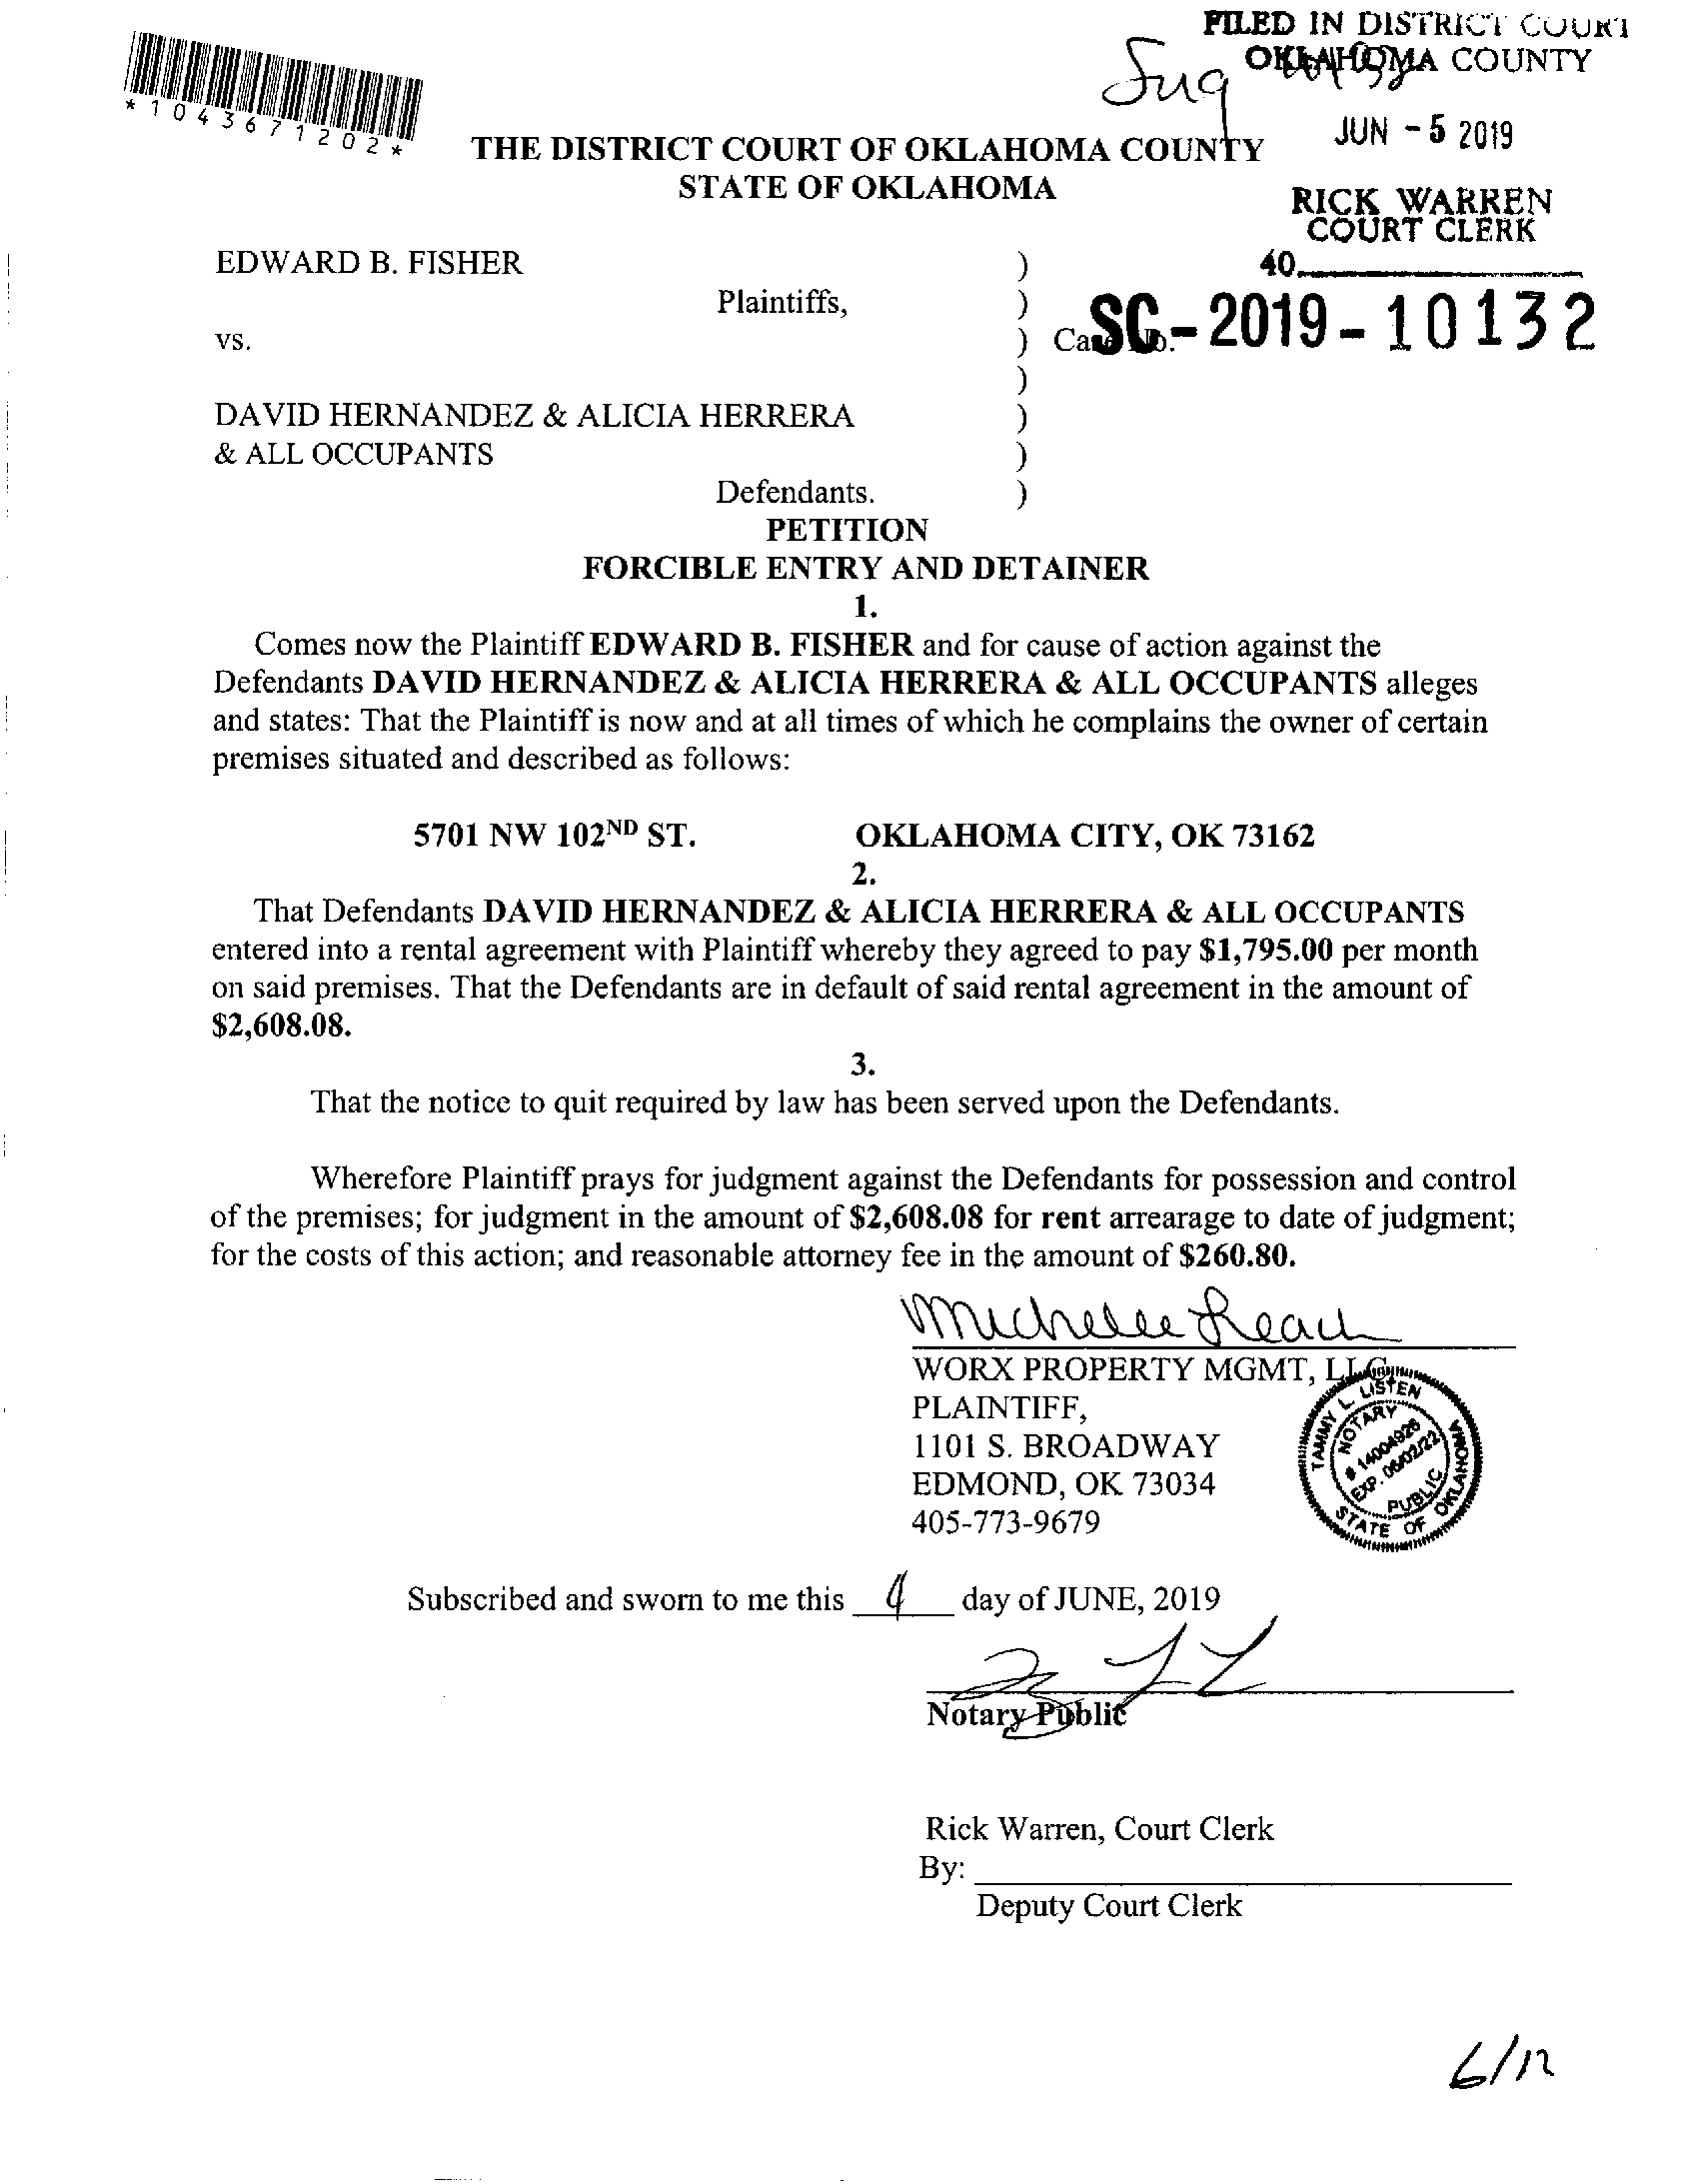 FILED IN DISTRICT COURT
OKLAHOMA COUNTY
*1043671202*
JUN - 5 2019
THE DISTRICT COURT OF OKLAHOMA COUNTY
STATE OF OKLAHOMA
RICK WARREN
COURT CLERK
40
EDWARD B. FISHER )
Plaintiffs, )
vs. ) Case No. SC-2019-10132
)
DAVID HERNANDEZ & ALICIA HERRERA )
& ALL OCCUPANTS )
Defendants. )
PETITION
FORCIBLE ENTRY AND DETAINER
1.
Comes now the Plaintiff EDWARD B. FISHER and for cause of action against the
Defendants DAVID HERNANDEZ & ALICIA HERRERA & ALL OCCUPANTS alleges
and states: That the Plaintiff is now and at all times of which he complains the owner of certain
premises situated and described as follows:
5701 NW 102ND ST. OKLAHOMA CITY, OK 73162
2.
That Defendants DAVID HERNANDEZ & ALICIA HERRERA & ALL OCCUPANTS
entered into a rental agreement with Plaintiff whereby they agreed to pay $1,795.00 per month
on said premises. That the Defendants are in default of said rental agreement in the amount of
$2,608.08.
3.
That the notice to quit required by law has been served upon the Defendants.
Wherefore Plaintiff prays for judgment against the Defendants for possession and control
of the premises; for judgment in the amount of $2,608.08 for rent arrearage to date of judgment;
for the costs of this action; and reasonable attorney fee in the amount of $260.80.
Michelle Leach
WORX PROPERTY MGMT, LLC
PLAINTIFF,
1101 S. BROADWAY
EDMOND, OK 73034
405-773-9679
TAMMY L. LISTEN
NOTARY
# 14004926
EXP. 06/02/22
PUBLIC
STATE OF OKLAHOMA
Subscribed and sworn to me this 4 day of JUNE, 2019
Notary Public
Rick Warren, Court Clerk
By:
Deputy Court Clerk
6/12